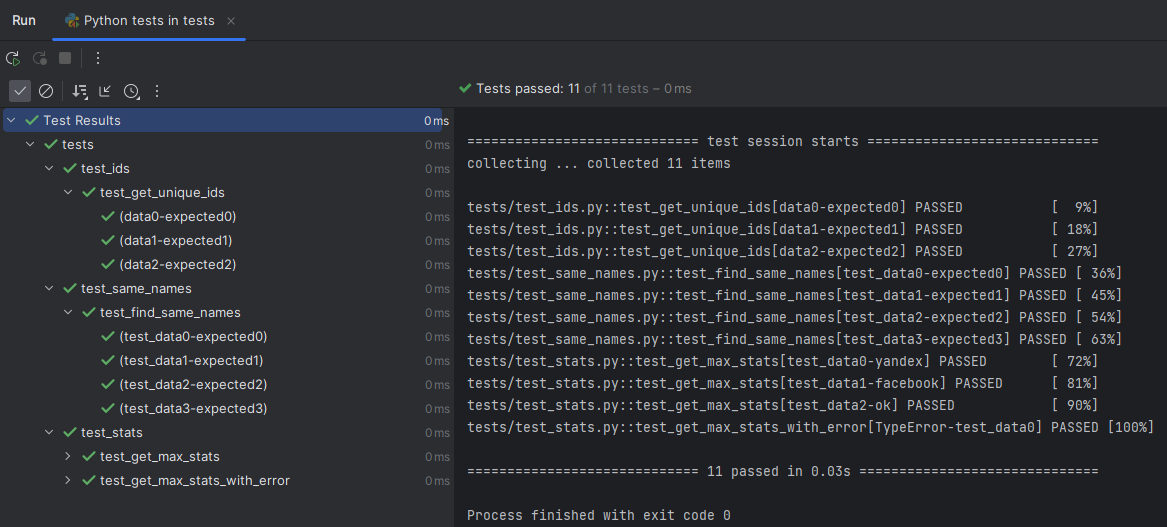 Run Python tests in tests
Tests passed: 11 of 11 tests – 0 ms
Test Results 0 ms
tests 0 ms
test_ids 0 ms
test_get_unique_ids 0 ms
(data0-expected0) 0 ms
(data1-expected1) 0 ms
(data2-expected2) 0 ms
test_same_names 0 ms
test_find_same_names 0 ms
(test_data0-expected0) 0 ms
(test_data1-expected1) 0 ms
(test_data2-expected2) 0 ms
(test_data3-expected3) 0 ms
test_stats 0 ms
test_get_max_stats 0 ms
test_get_max_stats_with_error 0 ms
============================= test session starts =============================
collecting ... collected 11 items
tests/test_ids.py::test_get_unique_ids[data0-expected0] PASSED [  9%]
tests/test_ids.py::test_get_unique_ids[data1-expected1] PASSED [ 18%]
tests/test_ids.py::test_get_unique_ids[data2-expected2] PASSED [ 27%]
tests/test_same_names.py::test_find_same_names[test_data0-expected0] PASSED [ 36%]
tests/test_same_names.py::test_find_same_names[test_data1-expected1] PASSED [ 45%]
tests/test_same_names.py::test_find_same_names[test_data2-expected2] PASSED [ 54%]
tests/test_same_names.py::test_find_same_names[test_data3-expected3] PASSED [ 63%]
tests/test_stats.py::test_get_max_stats[test_data0-yandex] PASSED [ 72%]
tests/test_stats.py::test_get_max_stats[test_data1-facebook] PASSED [ 81%]
tests/test_stats.py::test_get_max_stats[test_data2-ok] PASSED [ 90%]
tests/test_stats.py::test_get_max_stats_with_error[TypeError-test_data0] PASSED [100%]
============================= 11 passed in 0.03s ==============================
Process finished with exit code 0